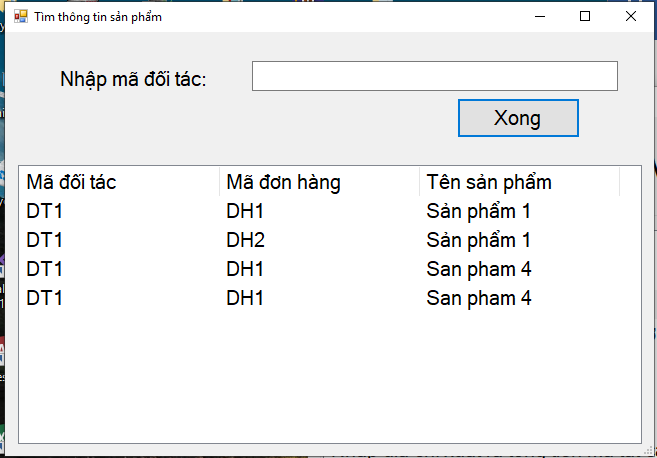 Tìm thông tin sản phẩm
Nhập mã đối tác:
Xong
Mã đối tác Mã đơn hàng Tên sản phẩm
DT1 DH1 Sản phẩm 1
DT1 DH2 Sản phẩm 1
DT1 DH1 San pham 4
DT1 DH1 San pham 4